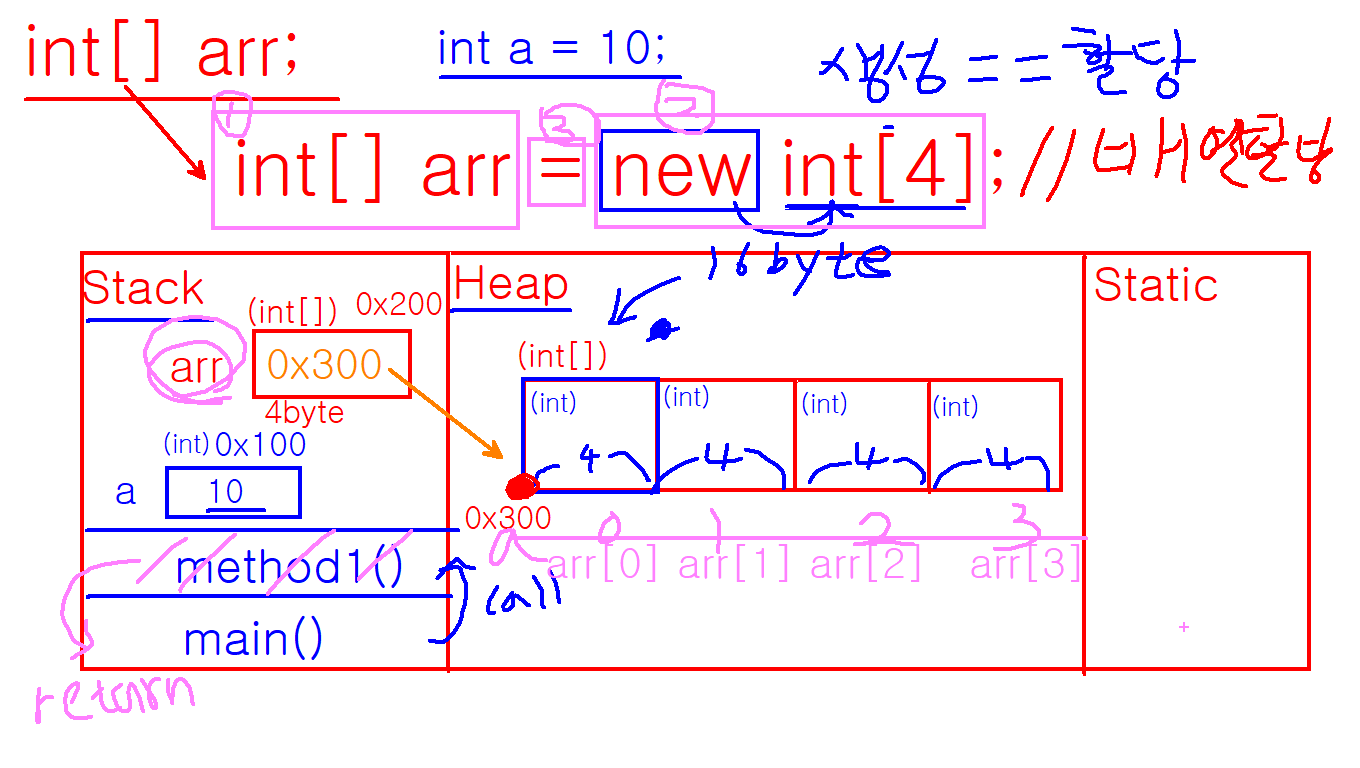 int[] arr;
int a = 10;
생성 == 할당
1
3
2
int[] arr = new int[4]; // 배열할당
16byte
Stack
Heap
Static
(int[])
0x200
arr
0x300
4byte
(int[])
(int)
(int)
(int)
(int)
4
4
4
4
(int)
0x100
a
10
0x300
0
1
2
3
arr[0]
arr[1]
arr[2]
arr[3]
method1()
call
main()
return